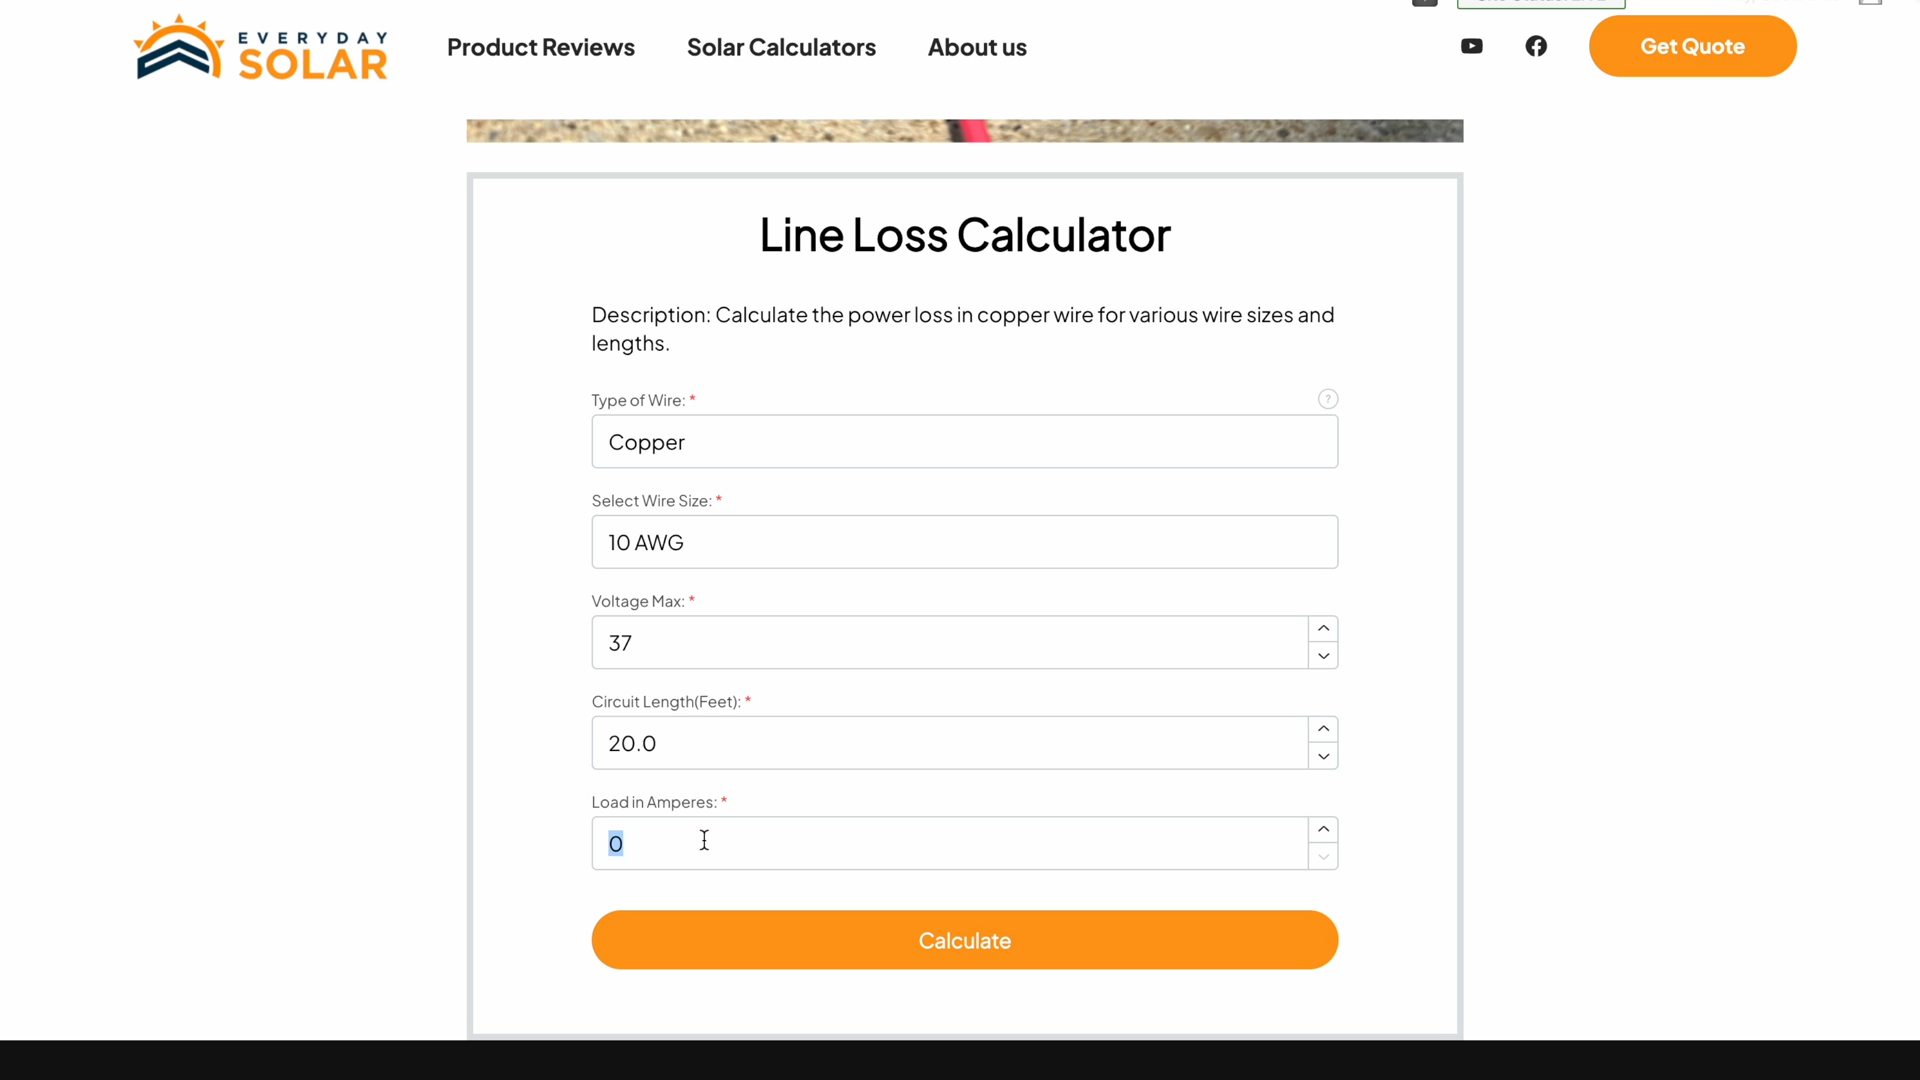 EVERYDAY
SOLAR
Product Reviews
Solar Calculators
About us
Get Quote
Line Loss Calculator
Description: Calculate the power loss in copper wire for various wire sizes and
lengths.
Type of Wire: *
?
Copper
Select Wire Size: *
10 AWG
Voltage Max: *
37
Circuit Length(Feet): *
20.0
Load in Amperes: *
0
Calculate